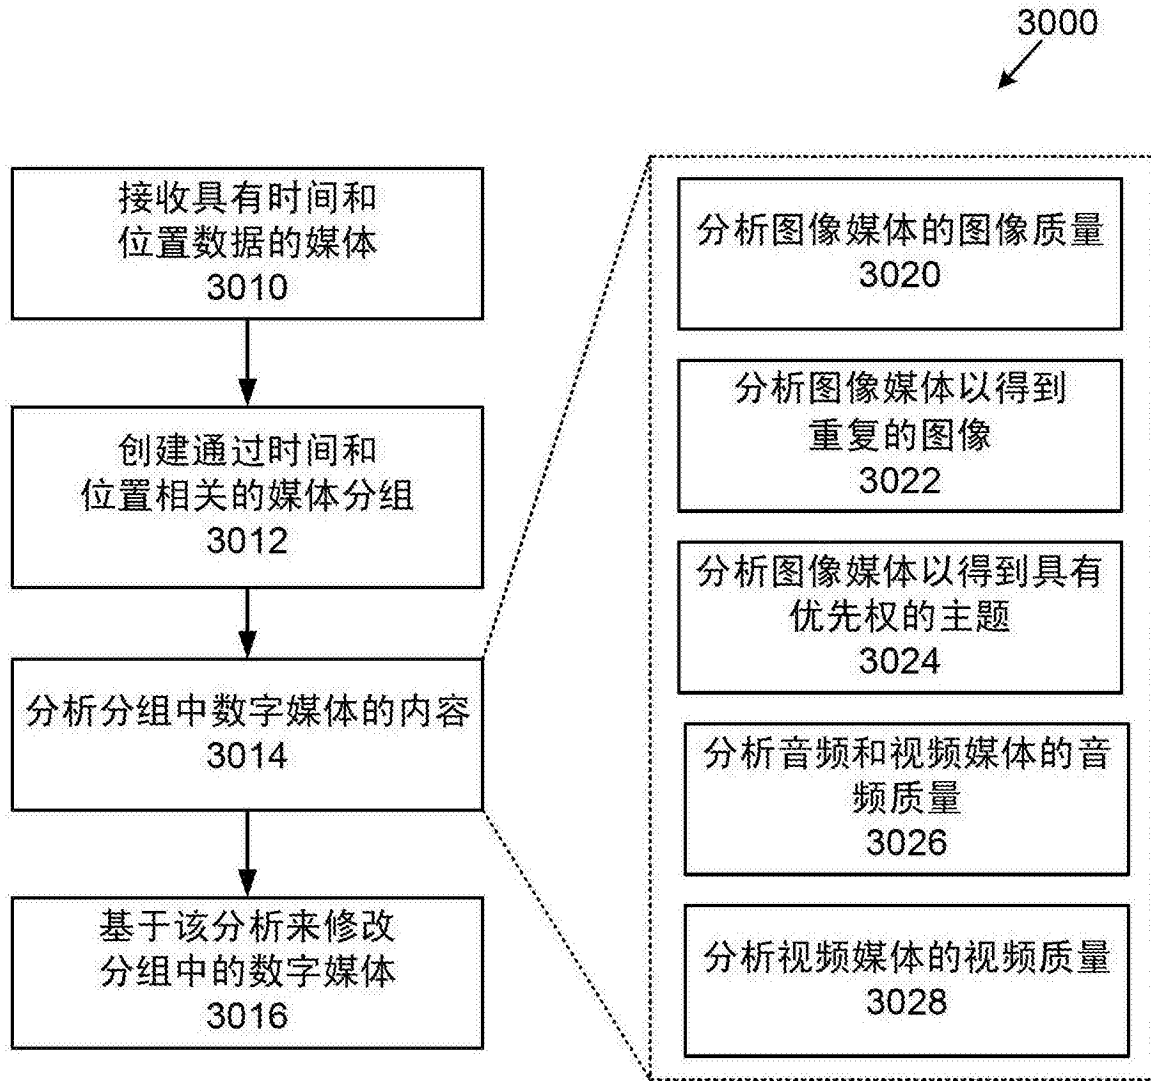 3000
接收具有时间和
位置数据的媒体
3010
创建通过时间和
位置相关的媒体分组
3012
分析分组中数字媒体的内容
3014
基于该分析来修改
分组中的数字媒体
3016
分析图像媒体的图像质量
3020
分析图像媒体以得到
重复的图像
3022
分析图像媒体以得到具有
优先权的主题
3024
分析音频和视频媒体的音
频质量
3026
分析视频媒体的视频质量
3028